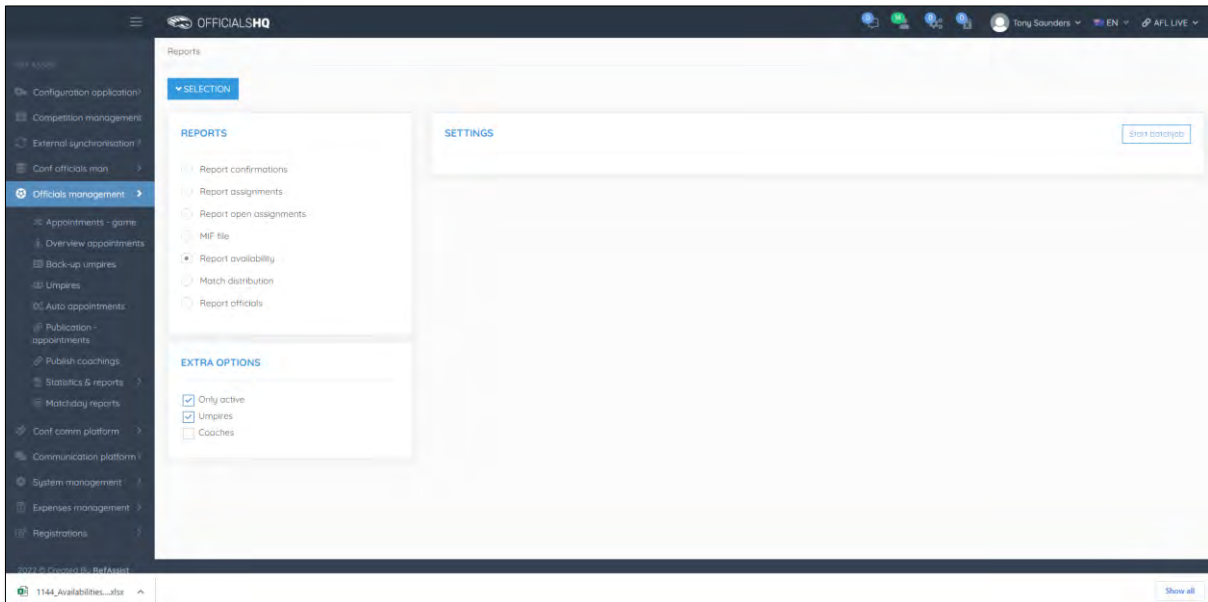 OFFICIALSHQ
Tony Saunders
EN
AFL LIVE
Reports
SELECTION
Configuration application
Competition management
External synchronisation
Conf officials man
Officials management
Appointments - game
Overview appointments
Back-up umpires
Umpires
Auto appointments
Publication -
appointments
Publish coachings
Statistics & reports
Matchday reports
Conf comm platform
Communication platform
System management
Expenses management
Registrations
2022 © Created By RefAssist
REPORTS
Report confirmations
Report assignments
Report open assignments
MIF file
Report availability
Match distribution
Report officials
EXTRA OPTIONS
Only active
Umpires
Coaches
SETTINGS
Start batchjob
1144_Availabilities....xlsx
Show all